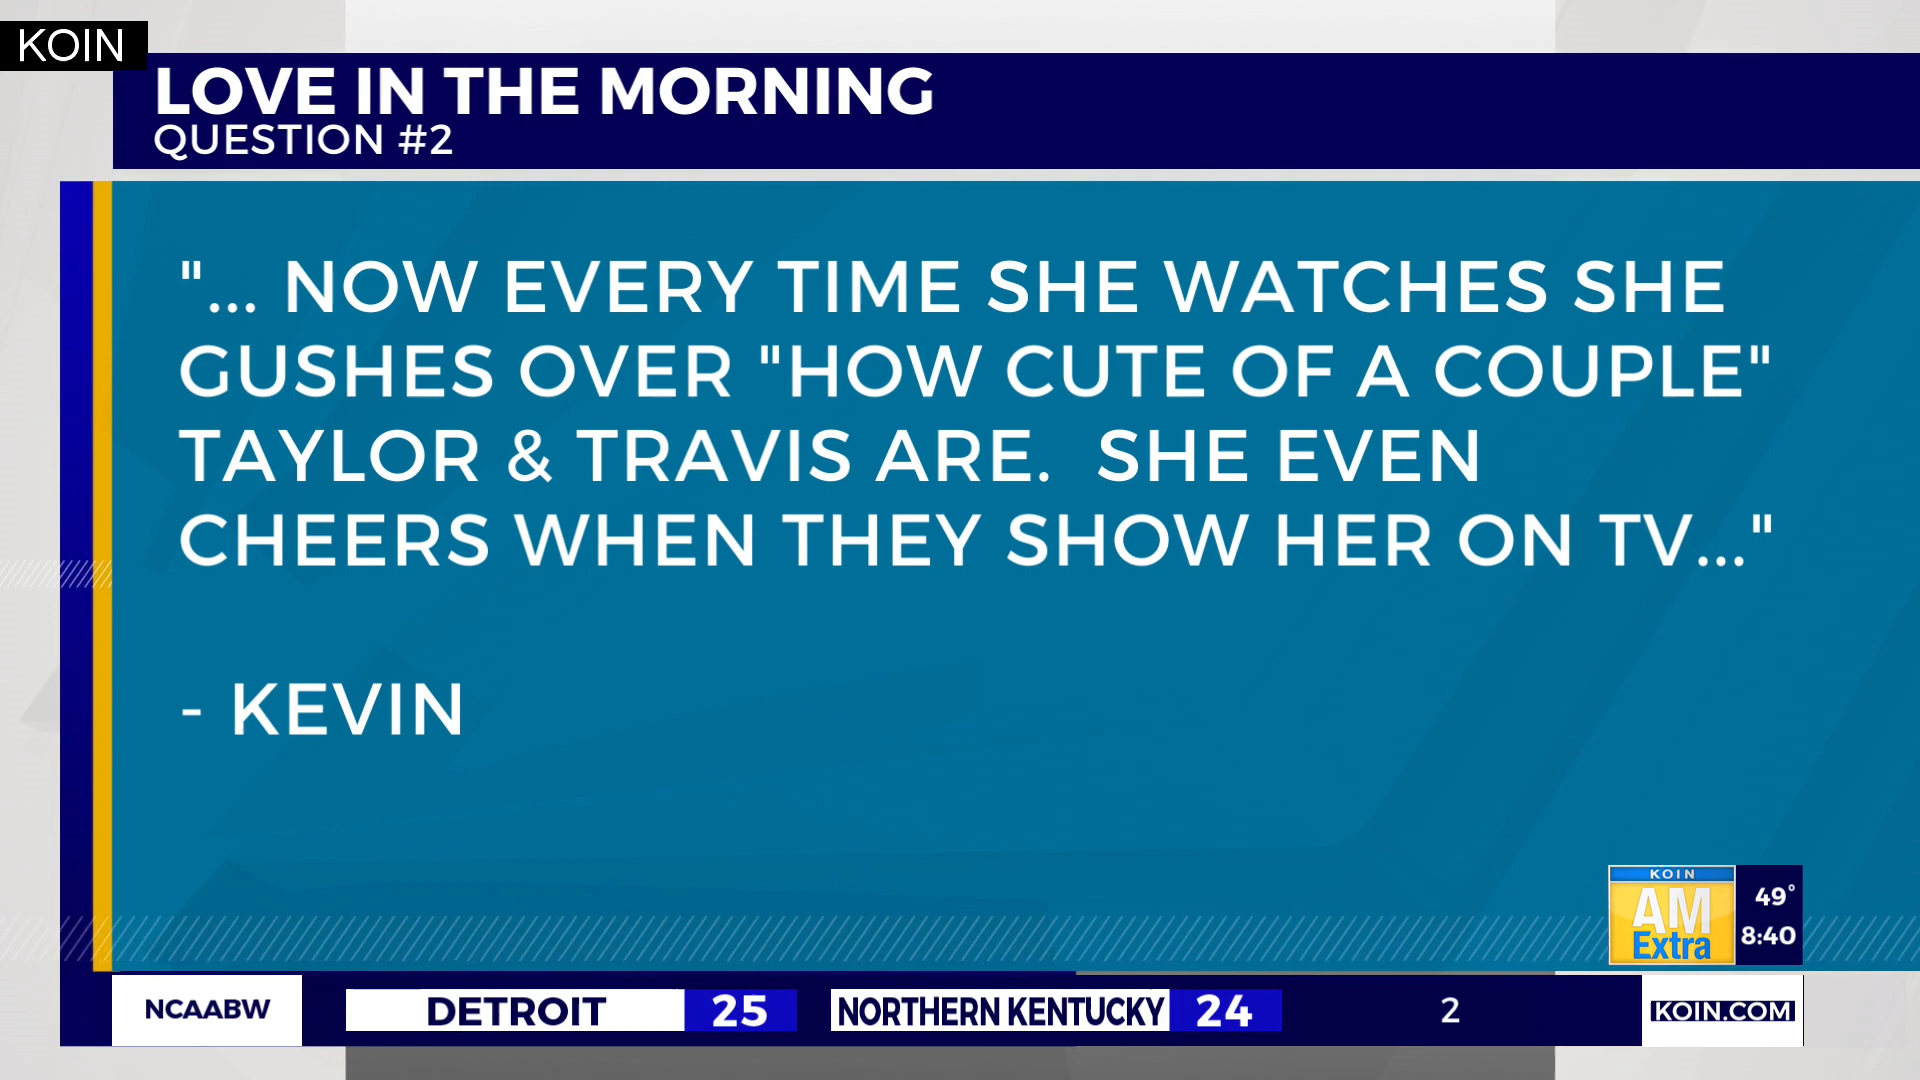 KOIN
LOVE IN THE MORNING
QUESTION #2
"... NOW EVERY TIME SHE WATCHES SHE
GUSHES OVER "HOW CUTE OF A COUPLE"
TAYLOR & TRAVIS ARE.  SHE EVEN
CHEERS WHEN THEY SHOW HER ON TV..."
- KEVIN
KOIN
AM
Extra
49°
8:40
NCAABW
DETROIT 25 NORTHERN KENTUCKY 24 2
KOIN.COM